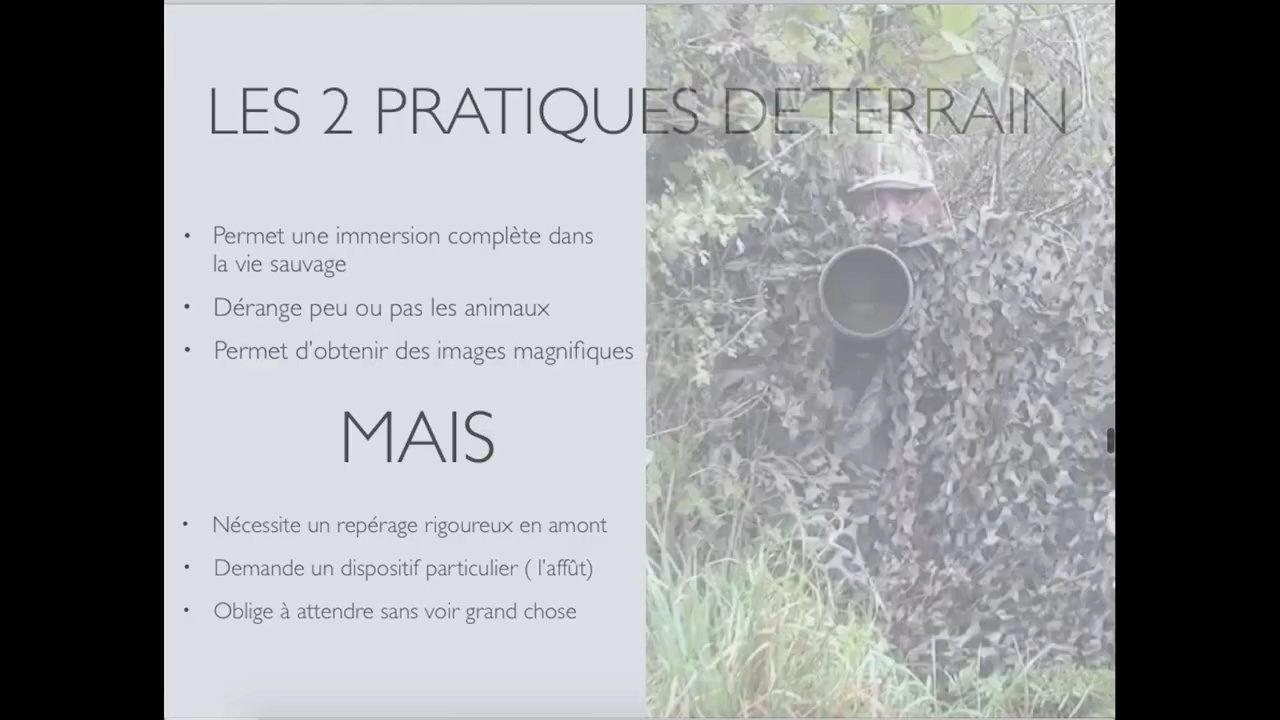 LES 2 PRATIQUES DE TERRAIN
• Permet une immersion complète dans
la vie sauvage
• Dérange peu ou pas les animaux
• Permet d’obtenir des images magnifiques
MAIS
• Nécessite un repérage rigoureux en amont
• Demande un dispositif particulier ( l’affût)
• Oblige à attendre sans voir grand chose